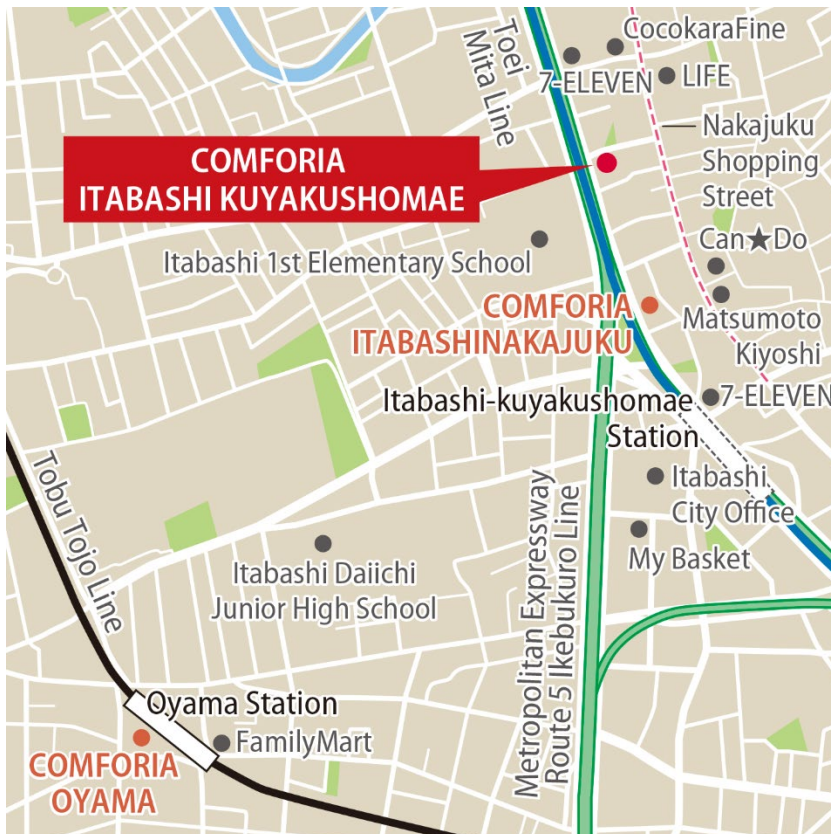 CocokaraFine
Toei
Mita Line
7-ELEVEN
LIFE
Nakajuku
Shopping
Street
COMFORIA
ITABASHI KUYAKUSHOMAE
Can★Do
Itabashi 1st Elementary School
COMFORIA
ITABASHINAKAJUKU
Matsumoto
Kiyoshi
Itabashi-kuyakushomae
Station
7-ELEVEN
Tobu Tojo Line
Itabashi
City Office
Metropolitan Expressway
Route 5 Ikebukuro Line
My Basket
Itabashi Daiichi
Junior High School
Oyama Station
FamilyMart
COMFORIA
OYAMA